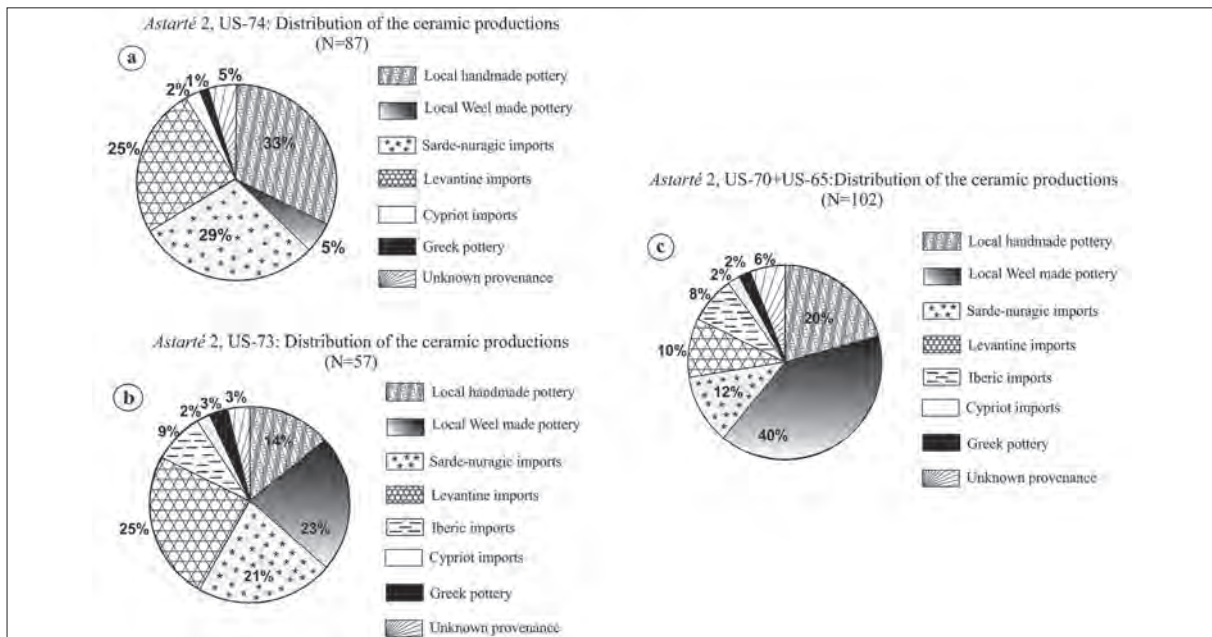 Astarté 2, US-74: Distribution of the ceramic productions
(N=87)
a
1%
5%
2%
25%
33%
29%
5%
Local handmade pottery
Local Weel made pottery
Sarde-nuragic imports
Levantine imports
Cypriot imports
Greek pottery
Unknown provenance
Astarté 2, US-73: Distribution of the ceramic productions
(N=57)
b
3%
3%
2%
9%
14%
25%
23%
21%
Local handmade pottery
Local Weel made pottery
Sarde-nuragic imports
Levantine imports
Iberic imports
Cypriot imports
Greek pottery
Unknown provenance
Astarté 2, US-70+US-65:Distribution of the ceramic productions
(N=102)
c
2%
6%
2%
8%
20%
10%
12%
40%
Local handmade pottery
Local Weel made pottery
Sarde-nuragic imports
Levantine imports
Iberic imports
Cypriot imports
Greek pottery
Unknown provenance